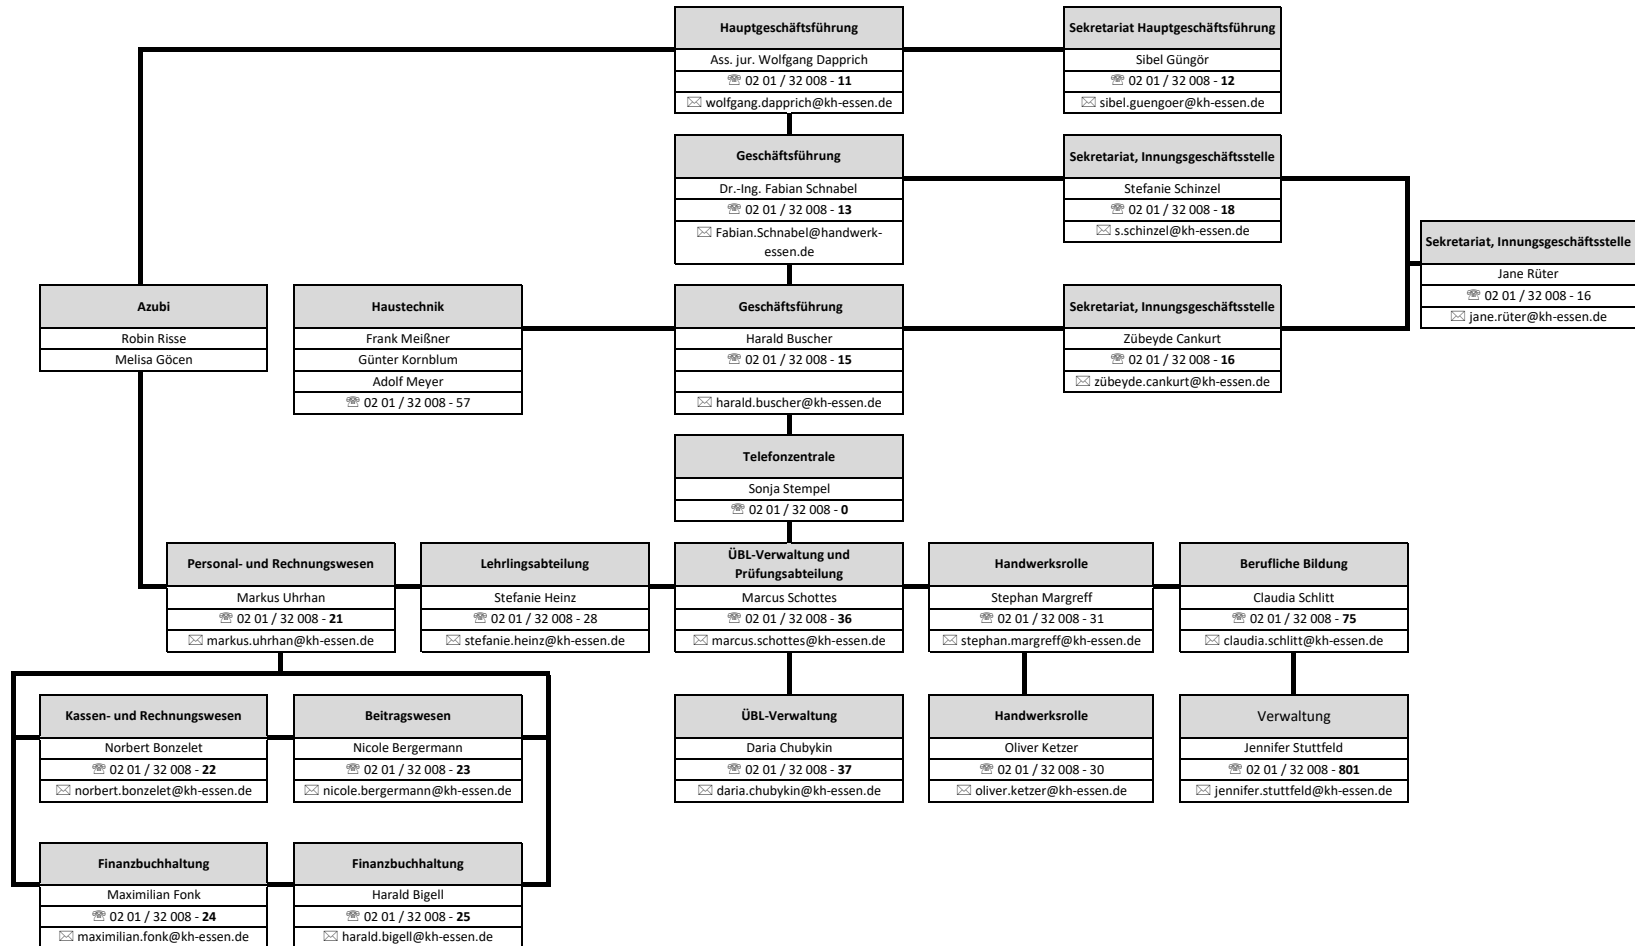 Hauptgeschäftsführung
Ass. jur. Wolfgang Dapprich
☏ 02 01 / 32 008 - 11
✉ wolfgang.dapprich@kh-essen.de
Sekretariat Hauptgeschäftsführung
Sibel Güngör
☏ 02 01 / 32 008 - 12
✉ sibel.guengoer@kh-essen.de
Geschäftsführung
Dr.-Ing. Fabian Schnabel
☏ 02 01 / 32 008 - 13
✉ Fabian.Schnabel@handwerk-
essen.de
Sekretariat, Innungsgeschäftsstelle
Stefanie Schinzel
☏ 02 01 / 32 008 - 18
✉ s.schinzel@kh-essen.de
Sekretariat, Innungsgeschäftsstelle
Jane Rüter
☏ 02 01 / 32 008 - 16
✉ jane.rüter@kh-essen.de
Azubi
Robin Risse
Melisa Göcen
Haustechnik
Frank Meißner
Günter Kornblum
Adolf Meyer
☏ 02 01 / 32 008 - 57
Geschäftsführung
Harald Buscher
☏ 02 01 / 32 008 - 15
✉ harald.buscher@kh-essen.de
Sekretariat, Innungsgeschäftsstelle
Zübeyde Cankurt
☏ 02 01 / 32 008 - 16
✉ zübeyde.cankurt@kh-essen.de
Telefonzentrale
Sonja Stempel
☏ 02 01 / 32 008 - 0
Personal- und Rechnungswesen
Markus Uhrhan
☏ 02 01 / 32 008 - 21
✉ markus.uhrhan@kh-essen.de
Lehrlingsabteilung
Stefanie Heinz
☏ 02 01 / 32 008 - 28
✉ stefanie.heinz@kh-essen.de
ÜBL-Verwaltung und
Prüfungsabteilung
Marcus Schottes
☏ 02 01 / 32 008 - 36
✉ marcus.schottes@kh-essen.de
Handwerksrolle
Stephan Margreff
☏ 02 01 / 32 008 - 31
✉ stephan.margreff@kh-essen.de
Berufliche Bildung
Claudia Schlitt
☏ 02 01 / 32 008 - 75
✉ claudia.schlitt@kh-essen.de
Kassen- und Rechnungswesen
Norbert Bonzelet
☏ 02 01 / 32 008 - 22
✉ norbert.bonzelet@kh-essen.de
Beitragswesen
Nicole Bergermann
☏ 02 01 / 32 008 - 23
✉ nicole.bergermann@kh-essen.de
ÜBL-Verwaltung
Daria Chubykin
☏ 02 01 / 32 008 - 37
✉ daria.chubykin@kh-essen.de
Handwerksrolle
Oliver Ketzer
☏ 02 01 / 32 008 - 30
✉ oliver.ketzer@kh-essen.de
Verwaltung
Jennifer Stuttfeld
☏ 02 01 / 32 008 - 801
✉ jennifer.stuttfeld@kh-essen.de
Finanzbuchhaltung
Maximilian Fonk
☏ 02 01 / 32 008 - 24
✉ maximilian.fonk@kh-essen.de
Finanzbuchhaltung
Harald Bigell
☏ 02 01 / 32 008 - 25
✉ harald.bigell@kh-essen.de